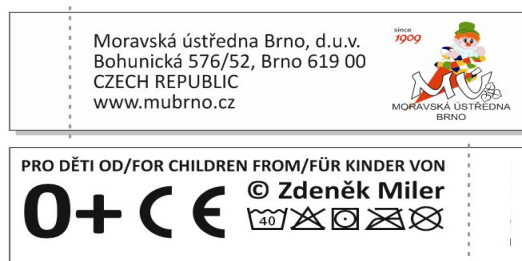 Moravská ústředna Brno, d.u.v.
Bohunická 576/52, Brno 619 00
CZECH REPUBLIC
www.mubrno.cz
since
1909
MÚ
MORAVSKÁ ÚSTŘEDNA
BRNO
PRO DĚTI OD/FOR CHILDREN FROM/FÜR KINDER VON
0+ CE
© Zdeněk Miler
40